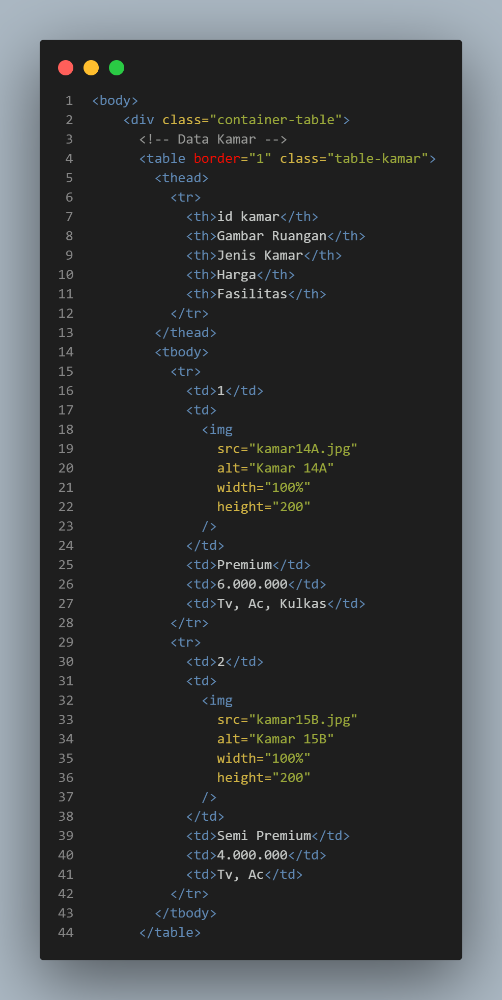 1 <body>
2 <div class="container-table">
3 <!-- Data Kamar -->
4 <table border="1" class="table-kamar">
5 <thead>
6 <tr>
7 <th>id kamar</th>
8 <th>Gambar Ruangan</th>
9 <th>Jenis Kamar</th>
10 <th>Harga</th>
11 <th>Fasilitas</th>
12 </tr>
13 </thead>
14 <tbody>
15 <tr>
16 <td>1</td>
17 <td>
18 <img
19 src="kamar14A.jpg"
20 alt="Kamar 14A"
21 width="100%"
22 height="200"
23 />
24 </td>
25 <td>Premium</td>
26 <td>6.000.000</td>
27 <td>Tv, Ac, Kulkas</td>
28 </tr>
29 <tr>
30 <td>2</td>
31 <td>
32 <img
33 src="kamar15B.jpg"
34 alt="Kamar 15B"
35 width="100%"
36 height="200"
37 />
38 </td>
39 <td>Semi Premium</td>
40 <td>4.000.000</td>
41 <td>Tv, Ac</td>
42 </tr>
43 </tbody>
44 </table>